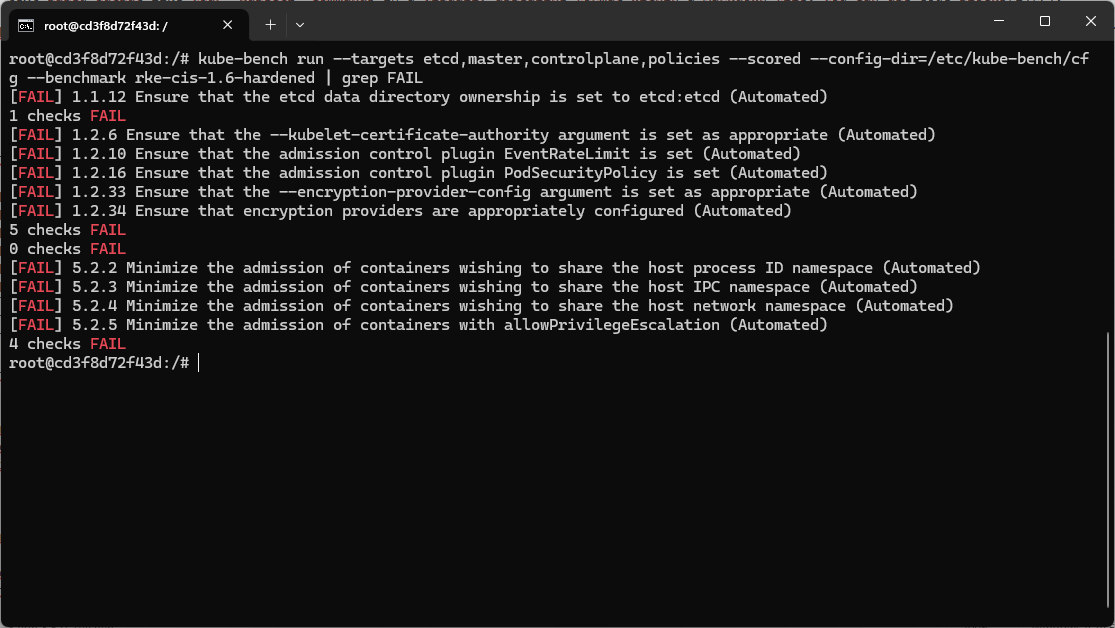 root@cd3f8d72f43d: /
root@cd3f8d72f43d:/# kube-bench run --targets etcd,master,controlplane,policies --scored --config-dir=/etc/kube-bench/cf
g --benchmark rke-cis-1.6-hardened | grep FAIL
[FAIL] 1.1.12 Ensure that the etcd data directory ownership is set to etcd:etcd (Automated)
1 checks FAIL
[FAIL] 1.2.6 Ensure that the --kubelet-certificate-authority argument is set as appropriate (Automated)
[FAIL] 1.2.10 Ensure that the admission control plugin EventRateLimit is set (Automated)
[FAIL] 1.2.16 Ensure that the admission control plugin PodSecurityPolicy is set (Automated)
[FAIL] 1.2.33 Ensure that the --encryption-provider-config argument is set as appropriate (Automated)
[FAIL] 1.2.34 Ensure that encryption providers are appropriately configured (Automated)
5 checks FAIL
0 checks FAIL
[FAIL] 5.2.2 Minimize the admission of containers wishing to share the host process ID namespace (Automated)
[FAIL] 5.2.3 Minimize the admission of containers wishing to share the host IPC namespace (Automated)
[FAIL] 5.2.4 Minimize the admission of containers wishing to share the host network namespace (Automated)
[FAIL] 5.2.5 Minimize the admission of containers with allowPrivilegeEscalation (Automated)
4 checks FAIL
root@cd3f8d72f43d:/#